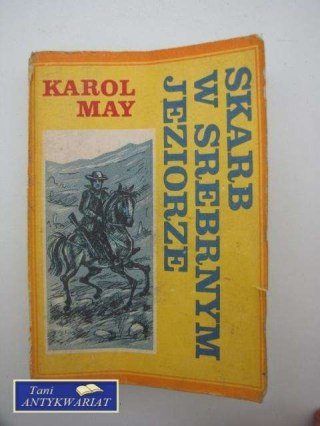 KAROL
MAY
SKARB
W SREBRNYM
JEZIORZE
Tani
ANTYKWARIAT